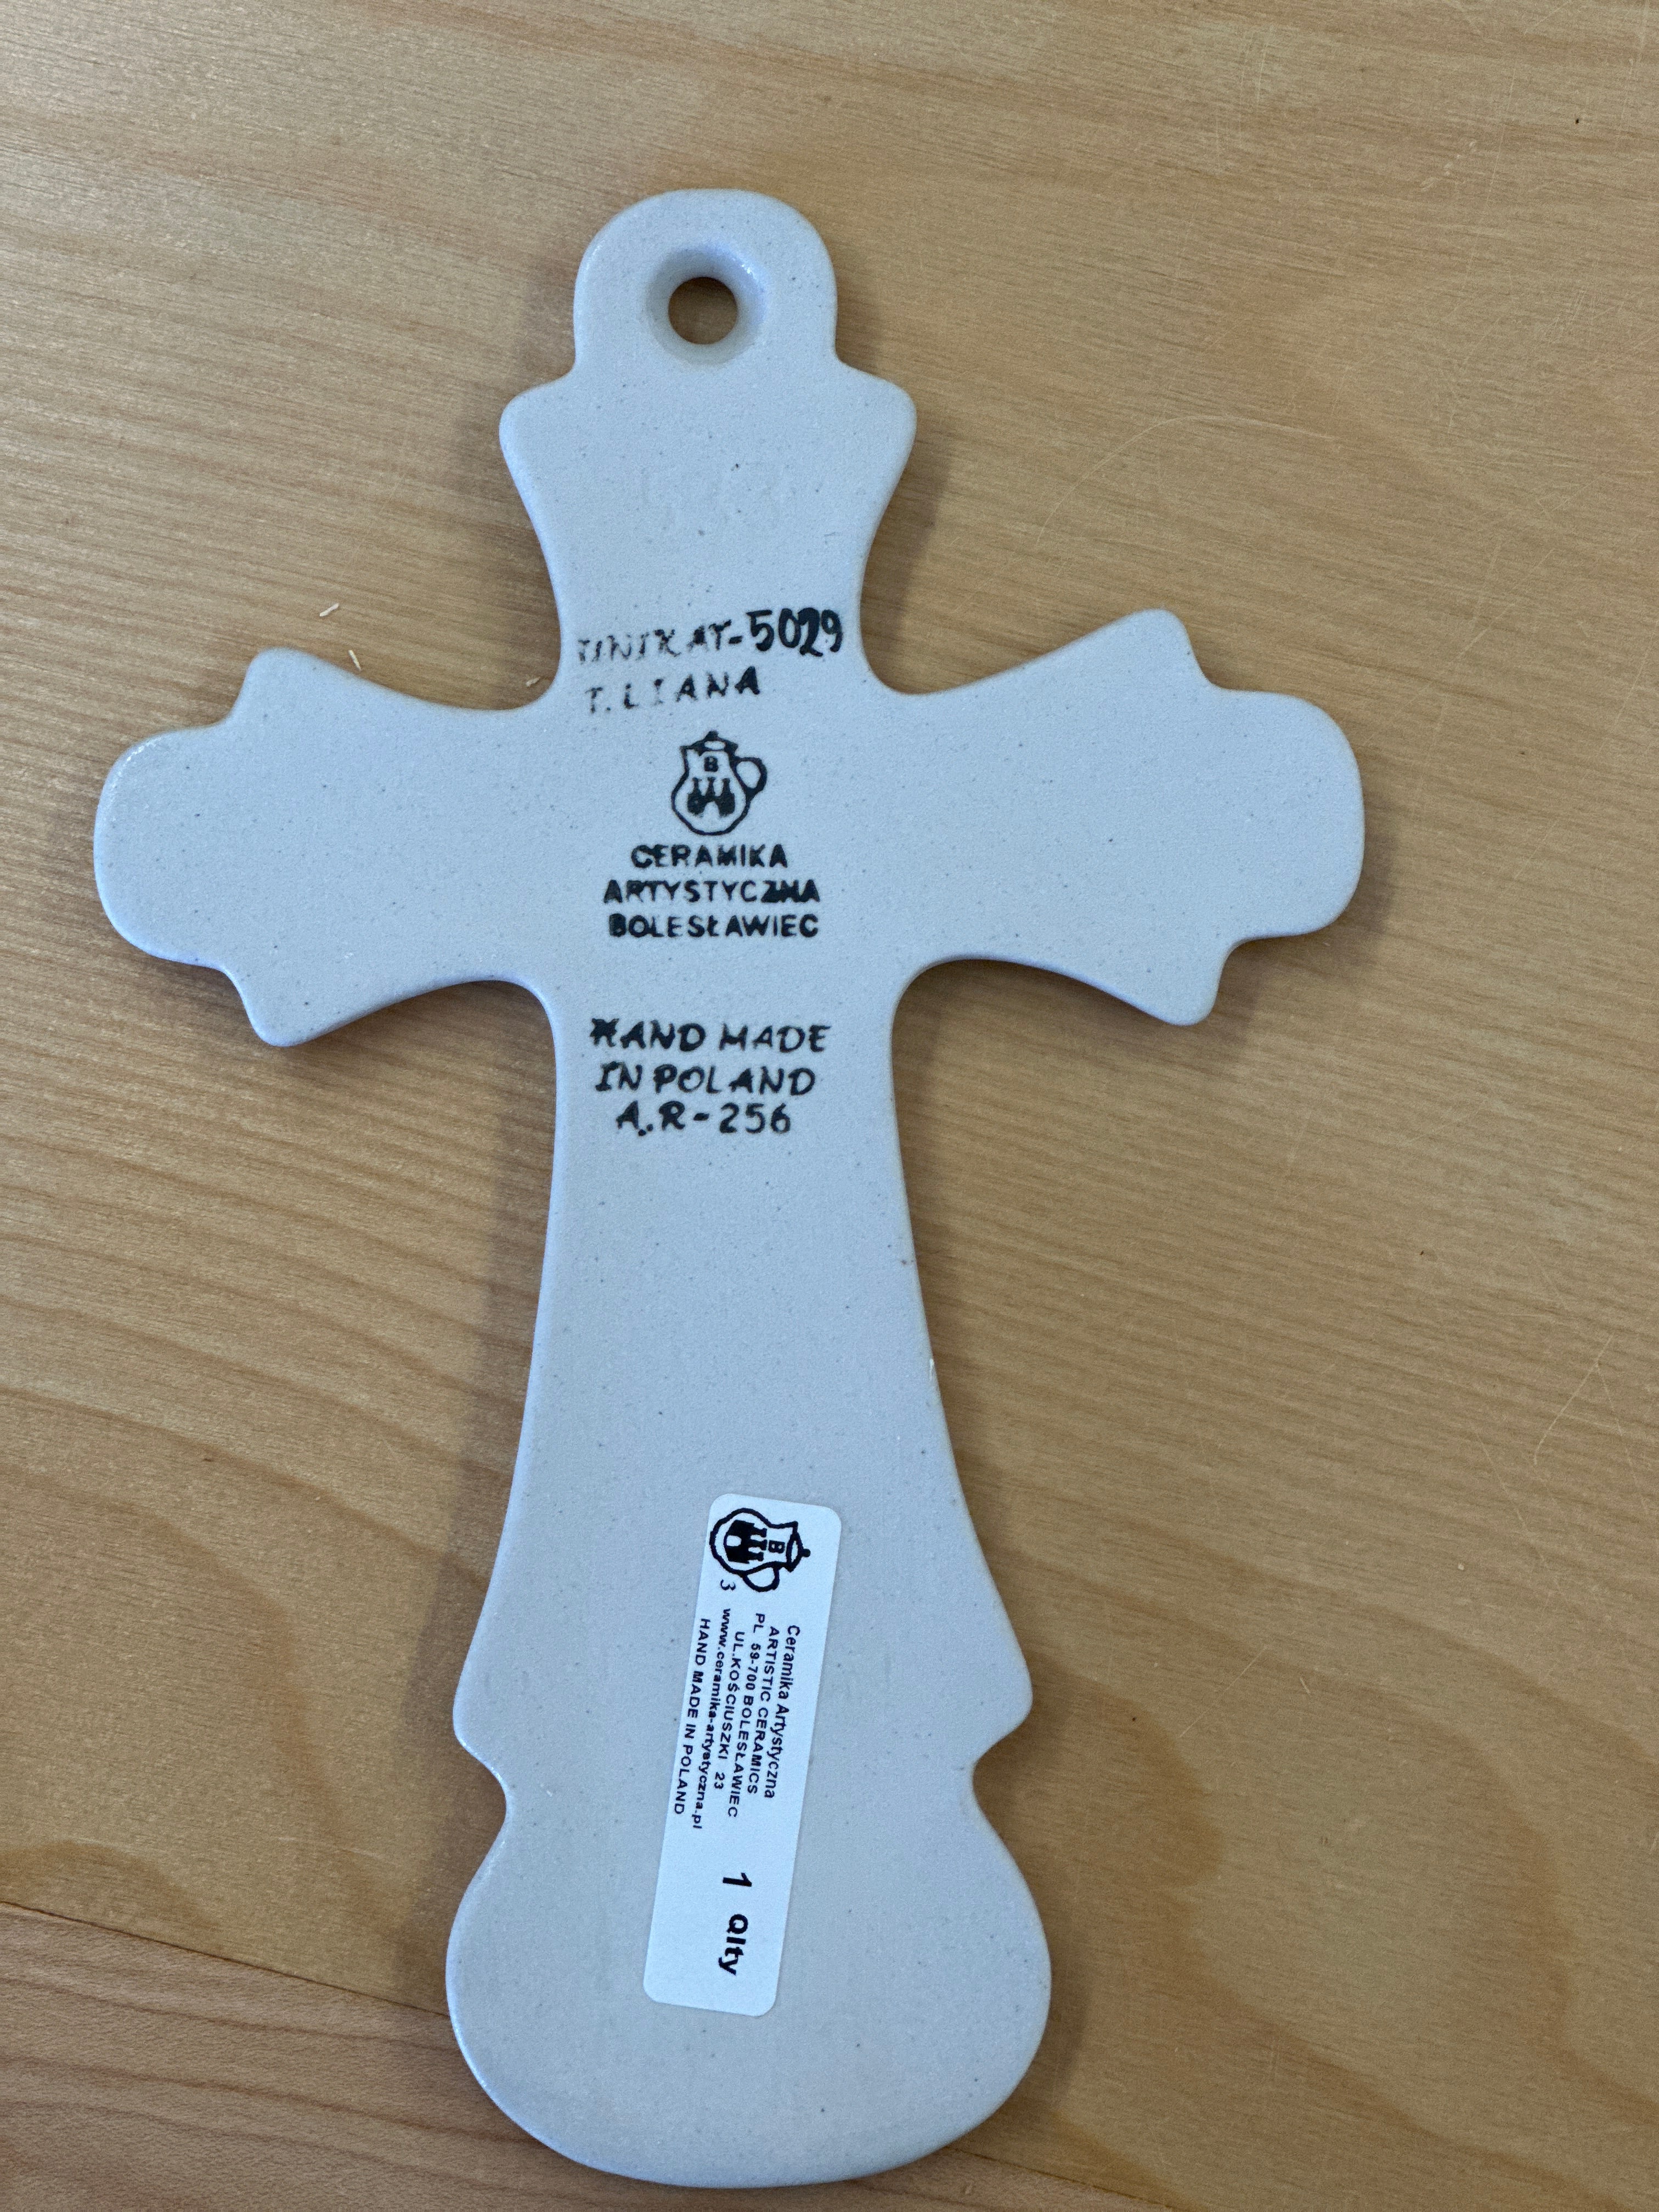 UNIKAT-5029
T. LIANA
B
CERAMIKA
ARTYSTYCZNA
BOLESŁAWIEC
HAND MADE
IN POLAND
A.R-256
B
3
Ceramika Artystyczna
ARTISTIC CERAMICS
PL 59-700 BOLESŁAWIEC
UL.KOŚCIUSZKI 23
www.ceramika-artystyczna.pl
HAND MADE IN POLAND
1 Qlty